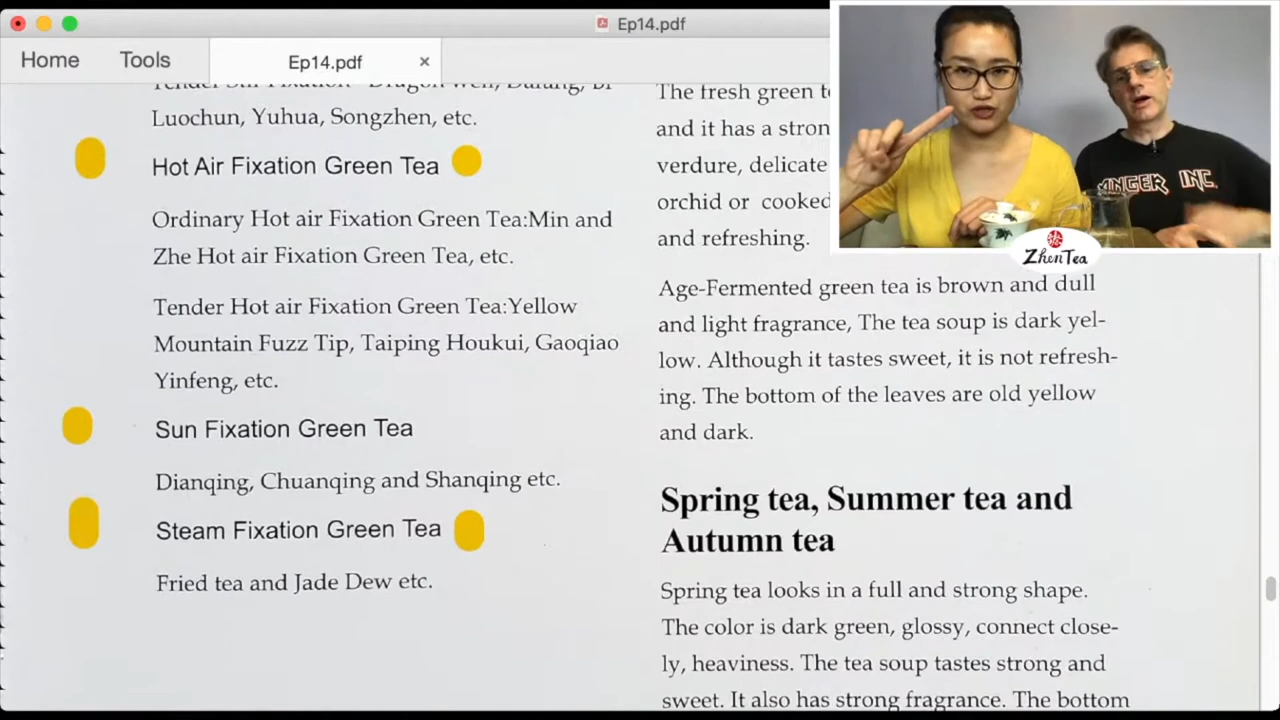 Ep14.pdf
Home
Tools
Ep14.pdf
×
Luochun, Yuhua, Songzhen, etc.
Hot Air Fixation Green Tea
Ordinary Hot air Fixation Green Tea:Min and
Zhe Hot air Fixation Green Tea, etc.
Tender Hot air Fixation Green Tea:Yellow
Mountain Fuzz Tip, Taiping Houkui, Gaoqiao
Yinfeng, etc.
Sun Fixation Green Tea
Dianqing, Chuanqing and Shanqing etc.
Steam Fixation Green Tea
Fried tea and Jade Dew etc.
The fresh green
and it has a stron
verdure, delicate
orchid or cooked
and refreshing.
Age-Fermented green tea is brown and dull
and light fragrance, The tea soup is dark yel-
low. Although it tastes sweet, it is not refresh-
ing. The bottom of the leaves are old yellow
and dark.
Spring tea, Summer tea and
Autumn tea
Spring tea looks in a full and strong shape.
The color is dark green, glossy, connect close-
ly, heaviness. The tea soup tastes strong and
sweet. It also has strong fragrance. The bottom
ANGER INC.
ZhenTea